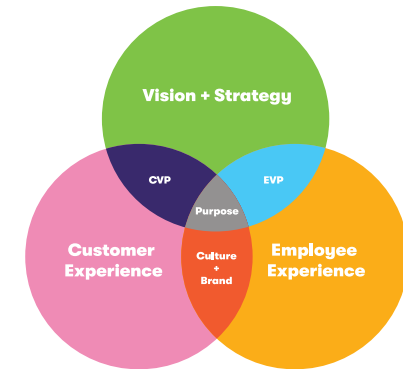 Vision + Strategy
CVP
EVP
Purpose
Customer
Experience
Culture
+
Brand
Employee
Experience